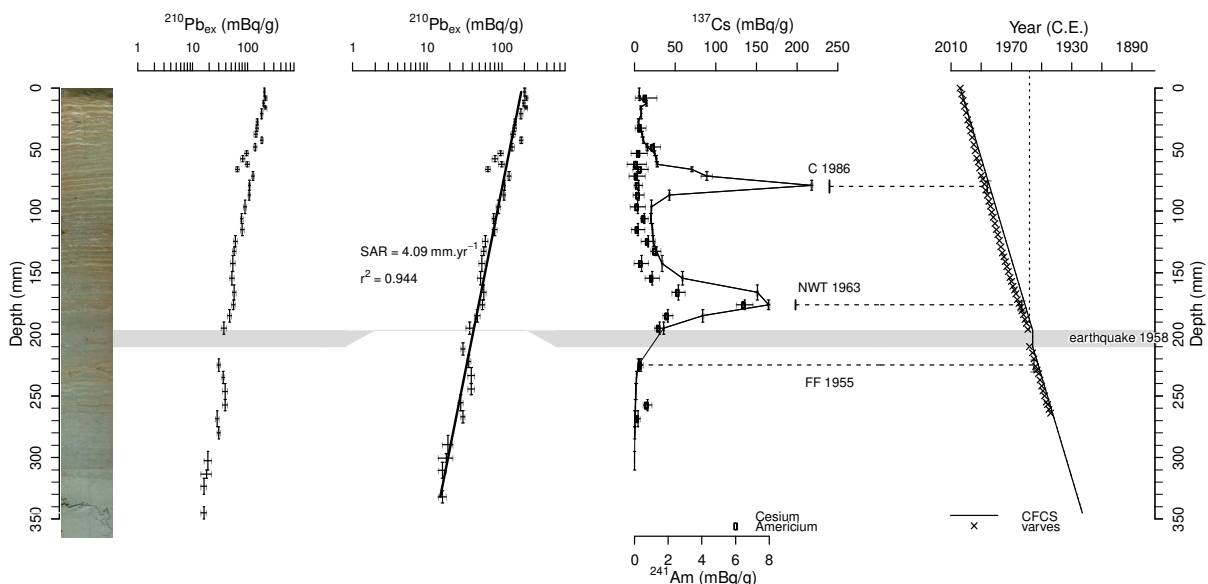 ²¹⁰Pbₑₓ (mBq/g)
1 10 100
²¹⁰Pbₑₓ (mBq/g)
1 10 100
¹³⁷Cs (mBq/g)
0 50 100 150 200 250
Year (C.E.)
2010 1970 1930 1890
Depth (mm)
0
50
100
150
200
250
300
350
SAR = 4.09 mm.yr⁻¹
r² = 0.944
C 1986
NWT 1963
FF 1955
earthquake 1958
Cesium
Americium
0 2 4 6 8
²⁴¹Am (mBq/g)
CFCS
varves
0
50
100
150
200
250
300
350
Depth (mm)